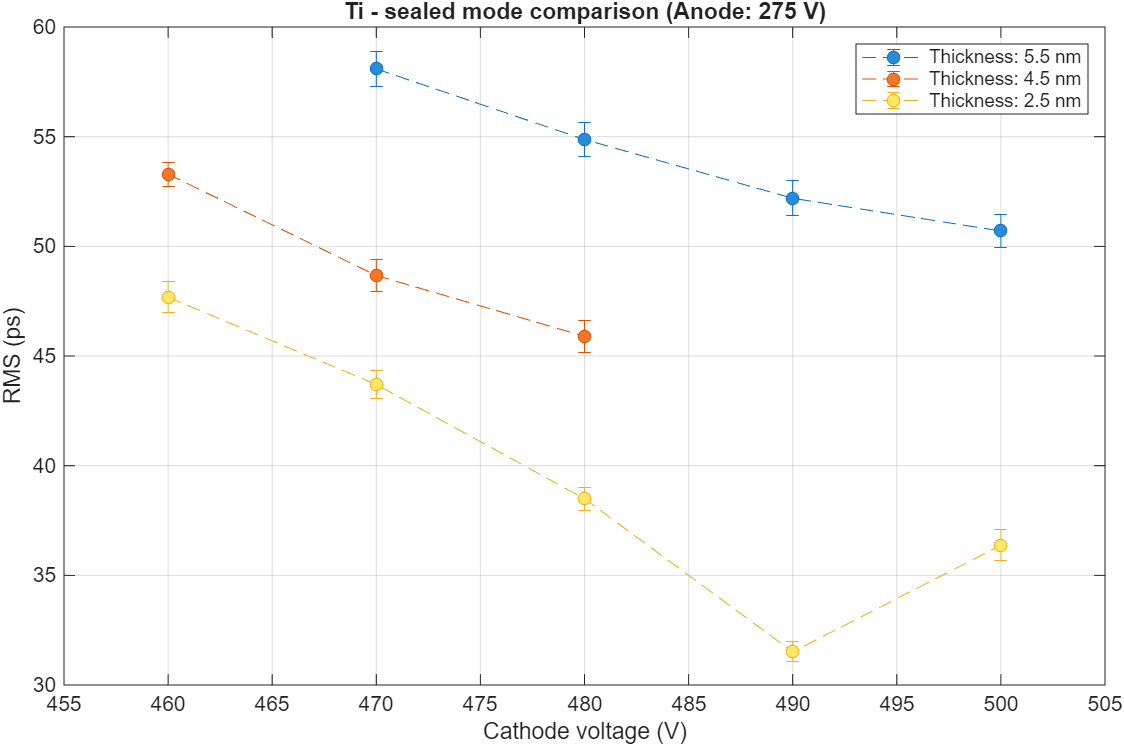 Ti - sealed mode comparison (Anode: 275 V)
60
55
50
45
40
35
30
RMS (ps)
Thickness: 5.5 nm
Thickness: 4.5 nm
Thickness: 2.5 nm
455 460 465 470 475 480 485 490 495 500 505
Cathode voltage (V)